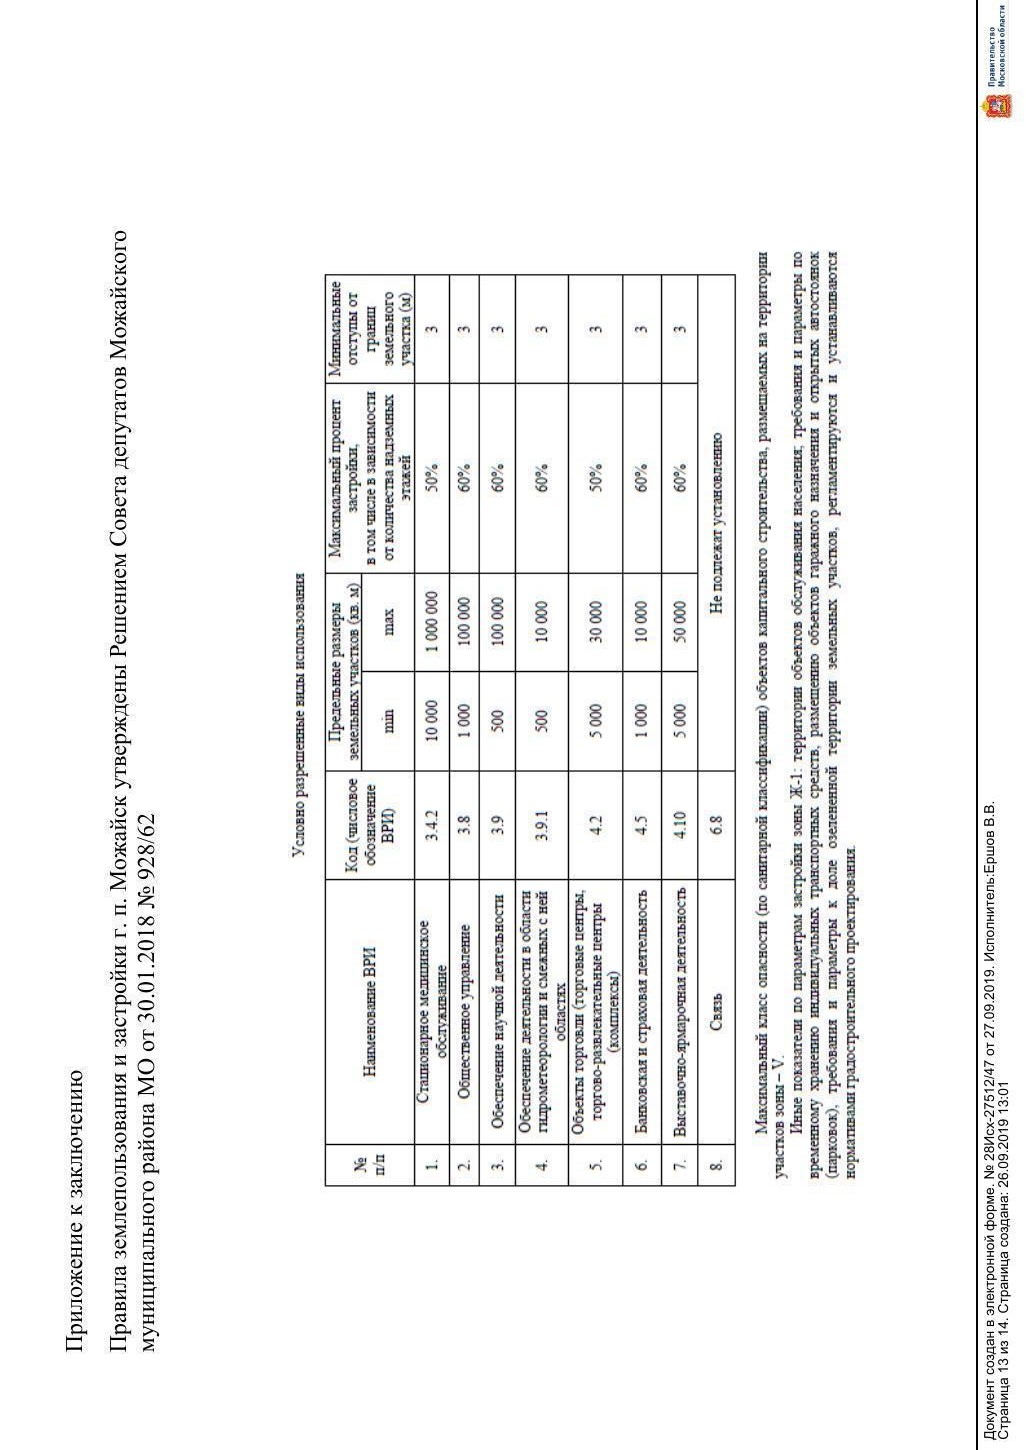 Приложение к заключению
Правила землепользования и застройки г. п. Можайск утверждены Решением Совета депутатов Можайского
муниципального района МО от 30.01.2018 № 928/62
Условно разрешенные виды использования
№ п/п | Наименование ВРИ | Код (числовое обозначение ВРИ) | Предельные размеры земельных участков (кв. м) min | max | Максимальный процент застройки, в том числе в зависимости от количества надземных этажей | Минимальные отступы от границ земельного участка (м)
1. | Стационарное медицинское обслуживание | 3.4.2 | 10 000 | 1 000 000 | 50% | 3
2. | Общественное управление | 3.8 | 1 000 | 100 000 | 60% | 3
3. | Обеспечение научной деятельности | 3.9 | 500 | 100 000 | 60% | 3
4. | Обеспечение деятельности в области гидрометеорологии и смежных с ней областях | 3.9.1 | 500 | 10 000 | 60% | 3
5. | Объекты торговли (торговые центры, торгово-развлекательные центры (комплексы) | 4.2 | 5 000 | 30 000 | 50% | 3
6. | Банковская и страховая деятельность | 4.5 | 1 000 | 10 000 | 60% | 3
7. | Выставочно-ярмарочная деятельность | 4.10 | 5 000 | 50 000 | 60% | 3
8. | Связь | 6.8 | Не подлежат установлению
Максимальный класс опасности (по санитарной классификации) объектов капитального строительства, размещаемых на территории
участков зоны – V.
Иные показатели по параметрам застройки зоны Ж-1: территории объектов обслуживания населения; требования и параметры по
временному хранению индивидуальных транспортных средств, размещению объектов гаражного назначения и открытых автостоянок
(парковок), требования и параметры к доле озелененной территории земельных участков, регламентируются и устанавливаются
нормативами градостроительного проектирования.
Документ создан в электронной форме. № 28Исх-27512/47 от 27.09.2019. Исполнитель:Ершов В.В.
Страница 13 из 14. Страница создана: 26.09.2019 13:01
Правительство
Московской области